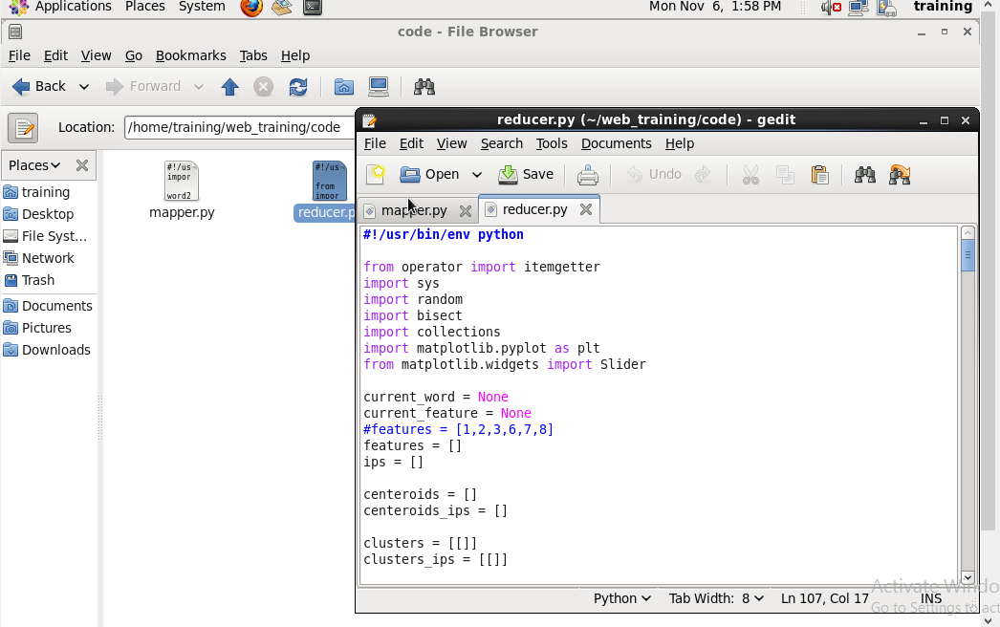 Applications Places System Mon Nov 6, 1:58 PM training
code - File Browser
File Edit View Go Bookmarks Tabs Help
Back Forward
Location: /home/training/web_training/code
Places
training
Desktop
File Syst...
Network
Trash
Documents
Pictures
Downloads
#!/us
impor
word2
mapper.py
#!/us
from
impor
reducer.p
reducer.py (~/web_training/code) - gedit
File Edit View Search Tools Documents Help
Open Save Undo
mapper.py reducer.py
#!/usr/bin/env python
from operator import itemgetter
import sys
import random
import bisect
import collections
import matplotlib.pyplot as plt
from matplotlib.widgets import Slider
current_word = None
current_feature = None
#features = [1,2,3,6,7,8]
features = []
ips = []
centeroids = []
centeroids_ips = []
clusters = [[]]
clusters_ips = [[]]
Python Tab Width: 8 Ln 107, Col 17 INS
Activate Windo
Go to Settings to act